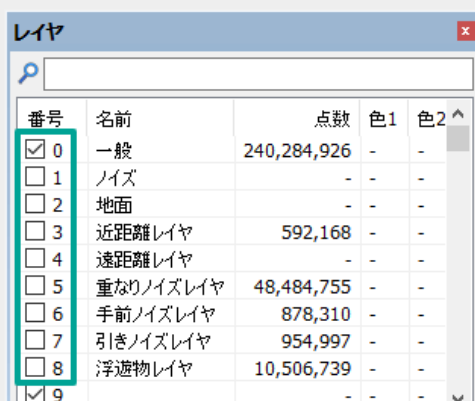 レイヤ
番号 名前 点数 色1 色2
0 一般 240,284,926 - -
1 ノイズ - - -
2 地面 - - -
3 近距離レイヤ 592,168 - -
4 遠距離レイヤ - - -
5 重なりノイズレイヤ 48,484,755 - -
6 手前ノイズレイヤ 878,310 - -
7 引きノイズレイヤ 954,997 - -
8 浮遊物レイヤ 10,506,739 - -
9 - - -